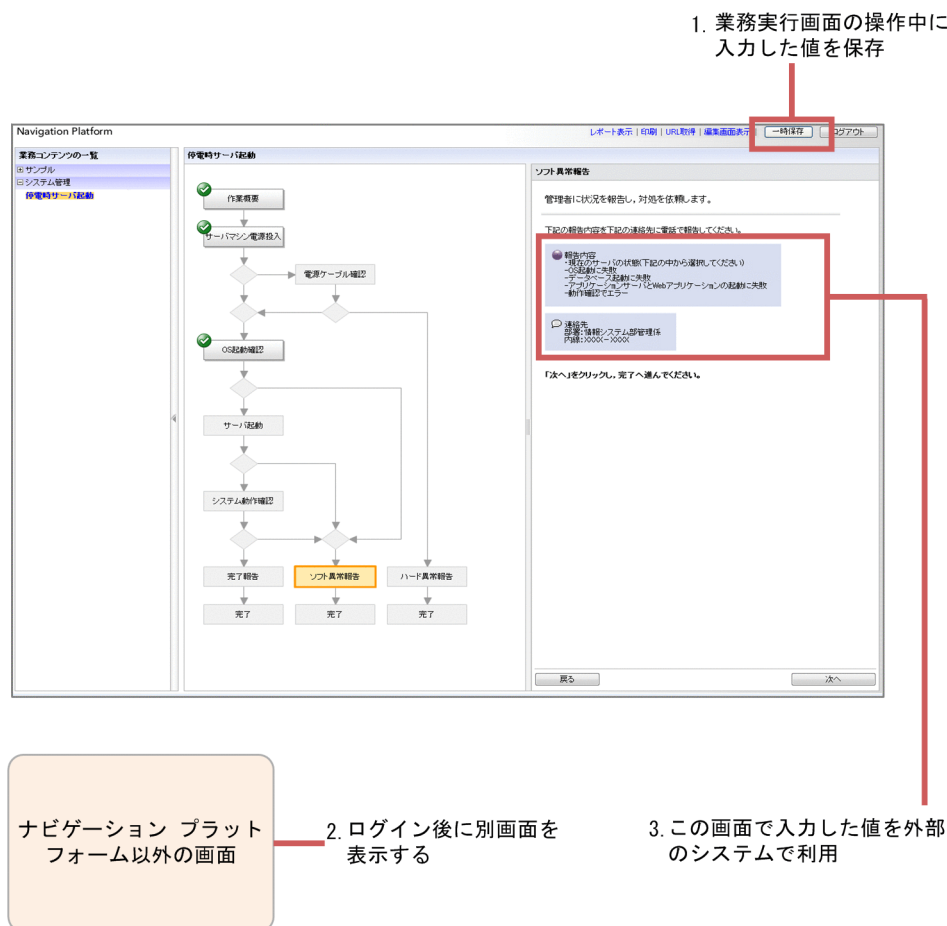 1. 業務実行画面の操作中に
入力した値を保存
Navigation Platform
レポート表示 | 印刷 | URL取得 | 編集画面表示 | 一時保存 ログアウト
業務コンテンツの一覧
サンプル
システム管理
停電時サーバ起動
停電時サーバ起動
作業概要
サーバマシン電源投入
電源ケーブル確認
OS起動確認
サーバ起動
システム動作確認
完了報告 ソフト異常報告 ハード異常報告
完了 完了 完了
ソフト異常報告
管理者に状況を報告し，対処を依頼します。
下記の報告内容を下記の連絡先に電話で報告してください。
報告内容
・現在のサーバの状態(下記の中から選択してください)
-OS起動に失敗
-データベース起動に失敗
-アプリケーションサーバとWebアプリケーションの起動に失敗
-動作確認でエラー
連絡先
部署:情報システム部管理係
内線:XXXX-XXXX
「次へ」をクリックし，完了へ進んでください。
戻る 次へ
ナビゲーション プラット
フォーム以外の画面
2. ログイン後に別画面を
表示する
3. この画面で入力した値を外部
のシステムで利用